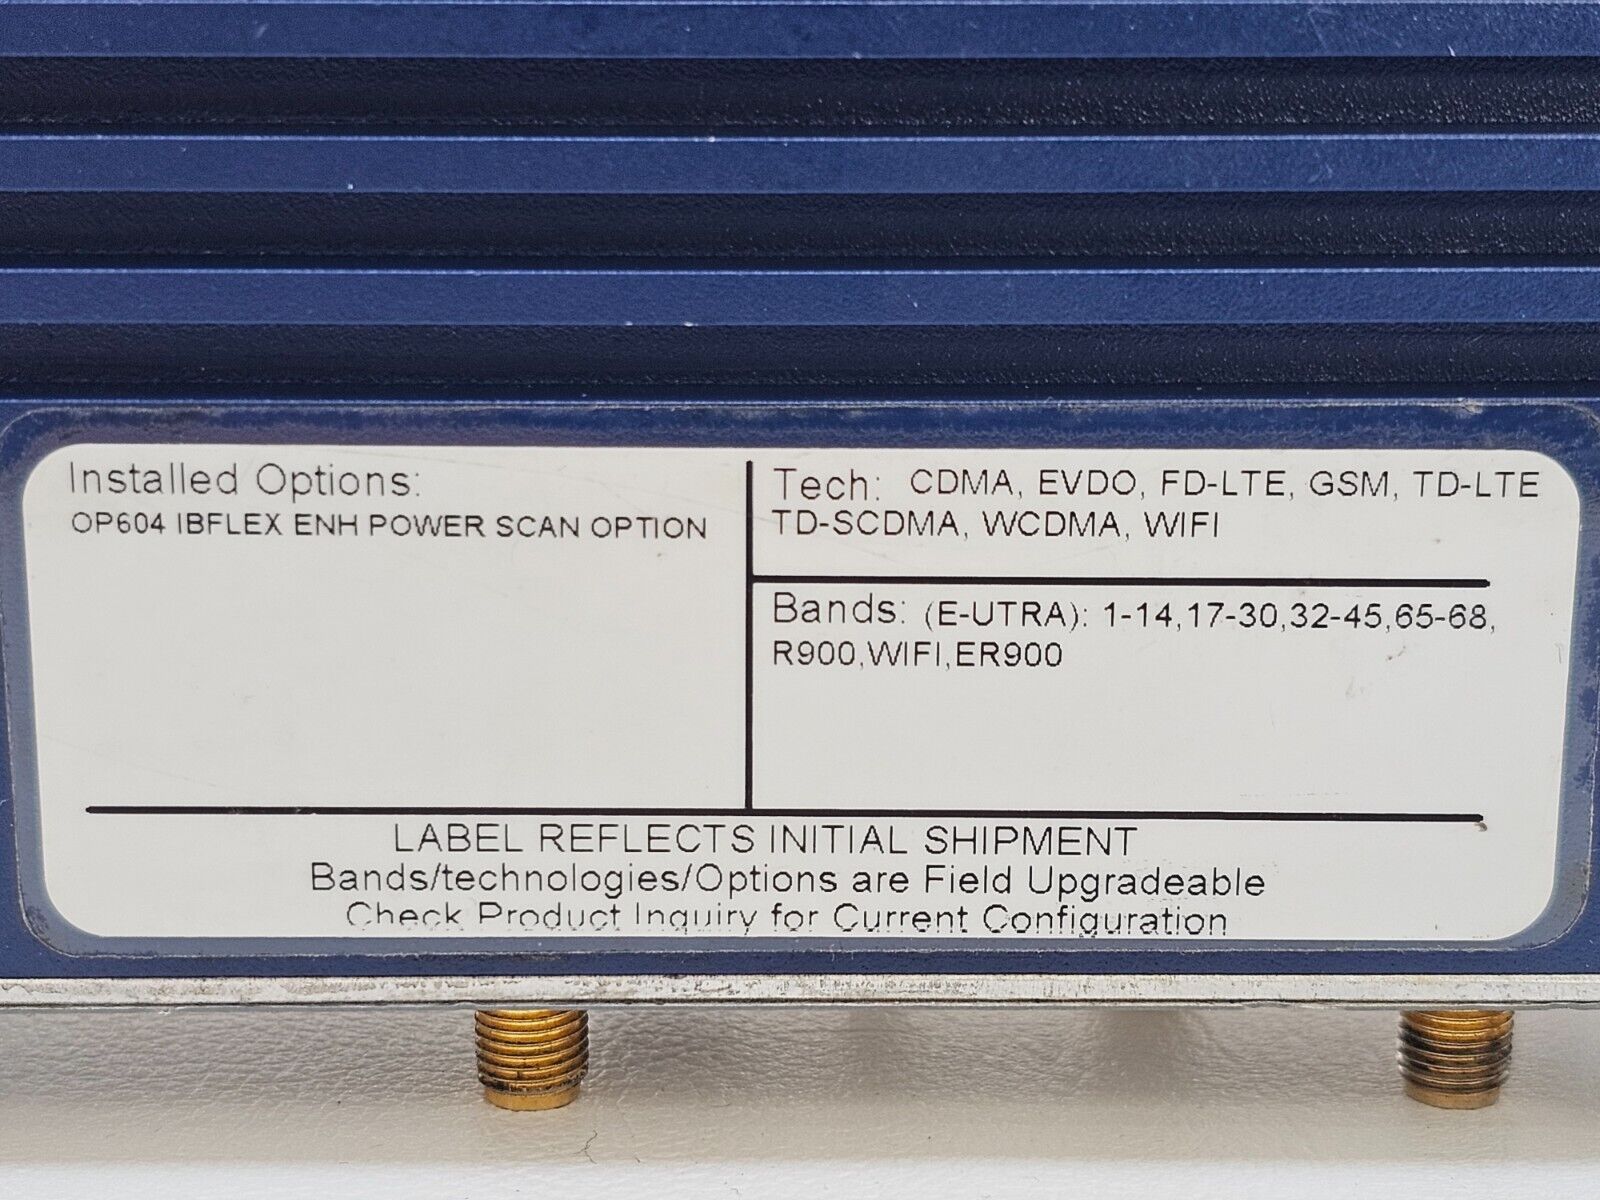 Installed Options:
OP604 IBFLEX ENH POWER SCAN OPTION
Tech: CDMA, EVDO, FD-LTE, GSM, TD-LTE
TD-SCDMA, WCDMA, WIFI
Bands: (E-UTRA): 1-14,17-30,32-45,65-68,
R900,WIFI,ER900
LABEL REFLECTS INITIAL SHIPMENT
Bands/technologies/Options are Field Upgradeable
Check Product Inquiry for Current Configuration